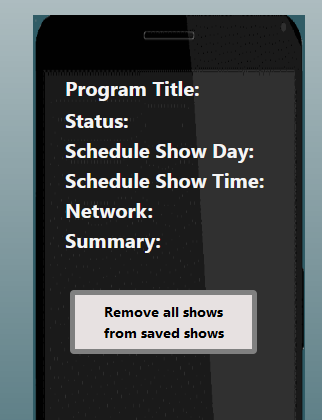 Program Title:
Status:
Schedule Show Day:
Schedule Show Time:
Network:
Summary:
Remove all shows
from saved shows